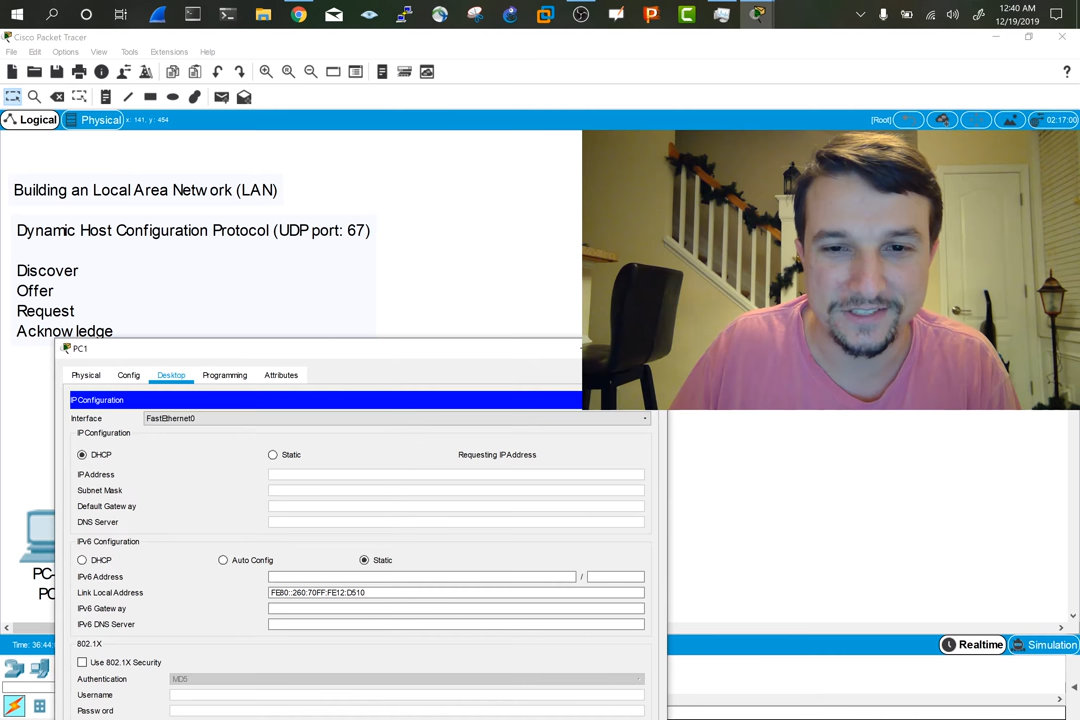 12:40 AM
12/19/2019
Cisco Packet Tracer
File Edit Options View Tools Extensions Help
?
Logical Physical x: 141, y: 454 [Root] 02:17:00
Building an Local Area Network (LAN)
Dynamic Host Configuration Protocol (UDP port: 67)
Discover
Offer
Request
Acknowledge
PC1
Physical Config Desktop Programming Attributes
IP Configuration
Interface FastEthernet0
IP Configuration
DHCP Static Requesting IP Address
IP Address
Subnet Mask
Default Gateway
DNS Server
IPv6 Configuration
DHCP Auto Config Static
IPv6 Address /
Link Local Address FE80::260:70FF:FE12:D510
IPv6 Gateway
IPv6 DNS Server
802.1X
Use 802.1X Security
Authentication MD5
Username
Password
PC-
PC
Time: 36:44: Realtime Simulation